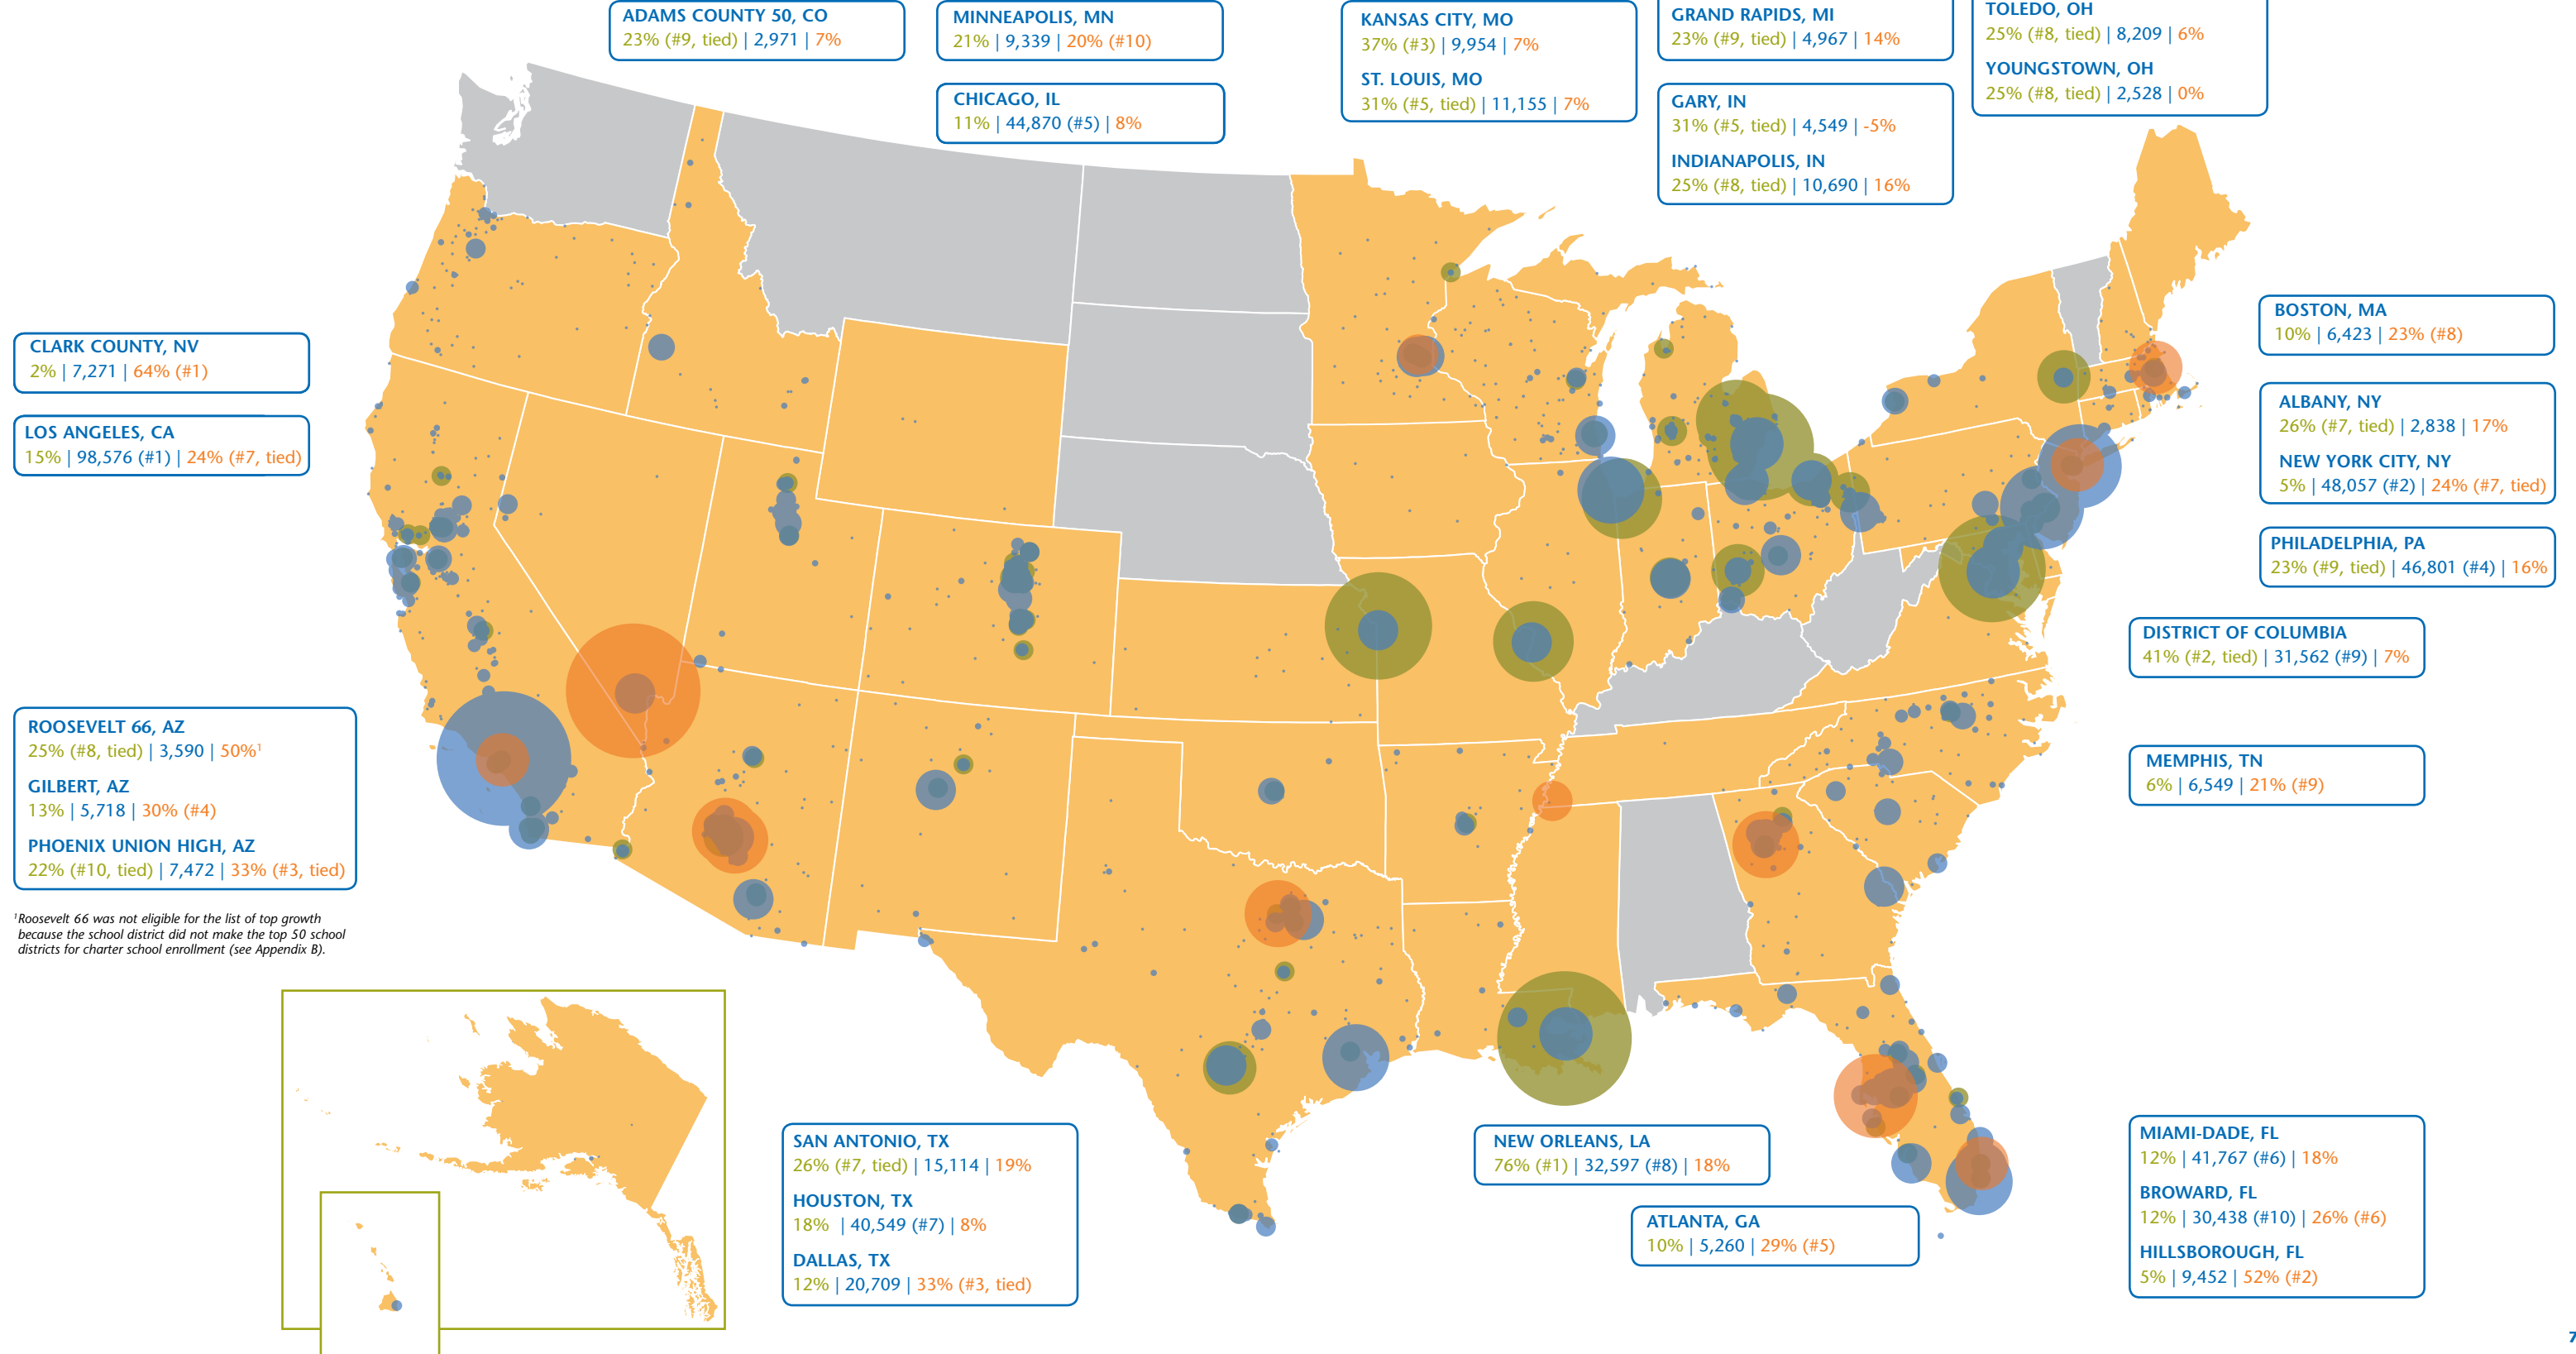 ADAMS COUNTY 50, CO
23% (#9, tied) | 2,971 | 7%
MINNEAPOLIS, MN
21% | 9,339 | 20% (#10)
CHICAGO, IL
11% | 44,870 (#5) | 8%
KANSAS CITY, MO
37% (#3) | 9,954 | 7%
ST. LOUIS, MO
31% (#5, tied) | 11,155 | 7%
GRAND RAPIDS, MI
23% (#9, tied) | 4,967 | 14%
GARY, IN
31% (#5, tied) | 4,549 | -5%
INDIANAPOLIS, IN
25% (#8, tied) | 10,690 | 16%
TOLEDO, OH
25% (#8, tied) | 8,209 | 6%
YOUNGSTOWN, OH
25% (#8, tied) | 2,528 | 0%
CLARK COUNTY, NV
2% | 7,271 | 64% (#1)
LOS ANGELES, CA
15% | 98,576 (#1) | 24% (#7, tied)
BOSTON, MA
10% | 6,423 | 23% (#8)
ALBANY, NY
26% (#7, tied) | 2,838 | 17%
NEW YORK CITY, NY
5% | 48,057 (#2) | 24% (#7, tied)
PHILADELPHIA, PA
23% (#9, tied) | 46,801 (#4) | 16%
DISTRICT OF COLUMBIA
41% (#2, tied) | 31,562 (#9) | 7%
MEMPHIS, TN
6% | 6,549 | 21% (#9)
ROOSEVELT 66, AZ
25% (#8, tied) | 3,590 | 50%¹
GILBERT, AZ
13% | 5,718 | 30% (#4)
PHOENIX UNION HIGH, AZ
22% (#10, tied) | 7,472 | 33% (#3, tied)
¹Roosevelt 66 was not eligible for the list of top growth
because the school district did not make the top 50 school
districts for charter school enrollment (see Appendix B).
SAN ANTONIO, TX
26% (#7, tied) | 15,114 | 19%
HOUSTON, TX
18% | 40,549 (#7) | 8%
DALLAS, TX
12% | 20,709 | 33% (#3, tied)
NEW ORLEANS, LA
76% (#1) | 32,597 (#8) | 18%
ATLANTA, GA
10% | 5,260 | 29% (#5)
MIAMI-DADE, FL
12% | 41,767 (#6) | 18%
BROWARD, FL
12% | 30,438 (#10) | 26% (#6)
HILLSBOROUGH, FL
5% | 9,452 | 52% (#2)
7